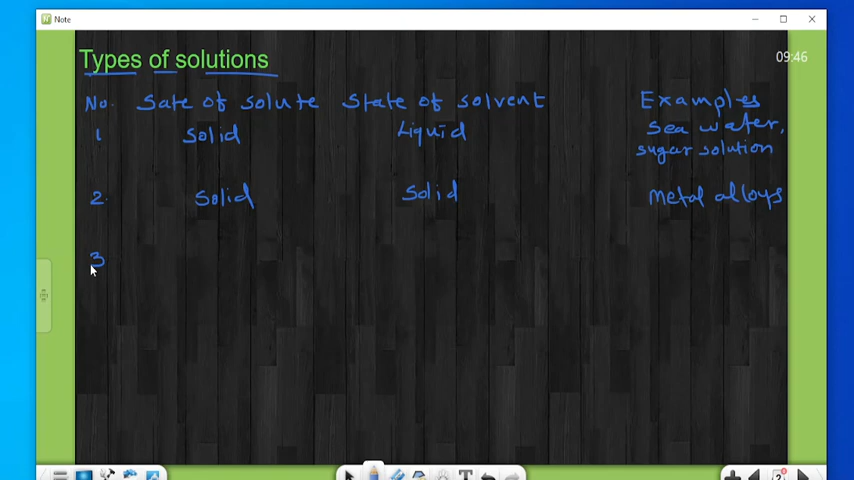 Note
Types of solutions
09:46
No. Sate of solute State of solvent Examples
1 Solid Liquid Sea water,
sugar solution
2. Solid Solid Metal alloys
3